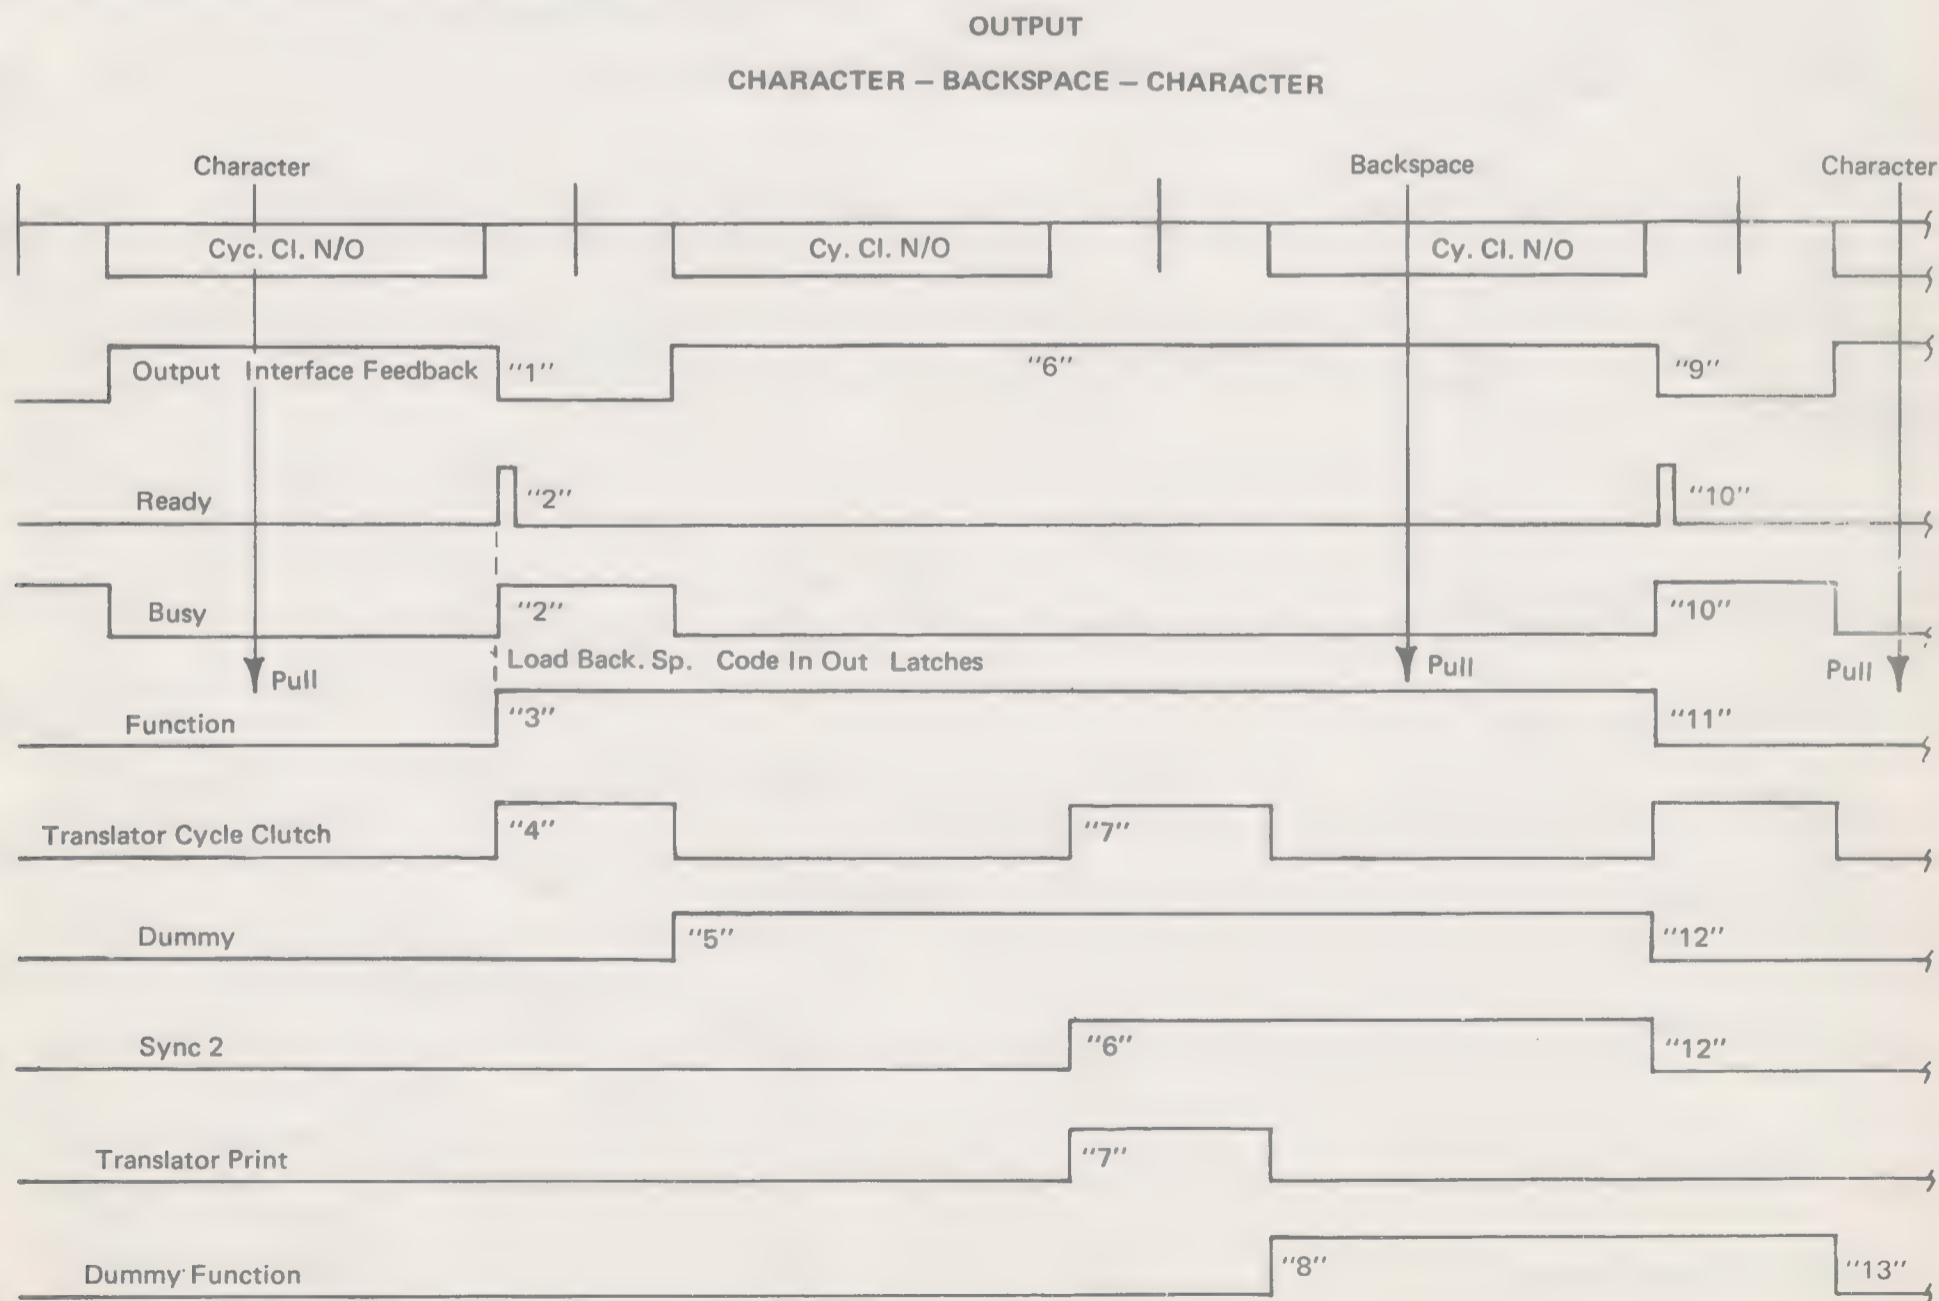 OUTPUT
CHARACTER – BACKSPACE – CHARACTER
Character Backspace Character
Cyc. Cl. N/O Cy. Cl. N/O Cy. Cl. N/O
Output Interface Feedback "1" "6" "9"
Ready "2" "10"
Busy "2" "10"
Load Back. Sp. Code In Out Latches
Pull Pull Pull
Function "3" "11"
Translator Cycle Clutch "4" "7"
Dummy "5" "12"
Sync 2 "6" "12"
Translator Print "7"
Dummy Function "8" "13"